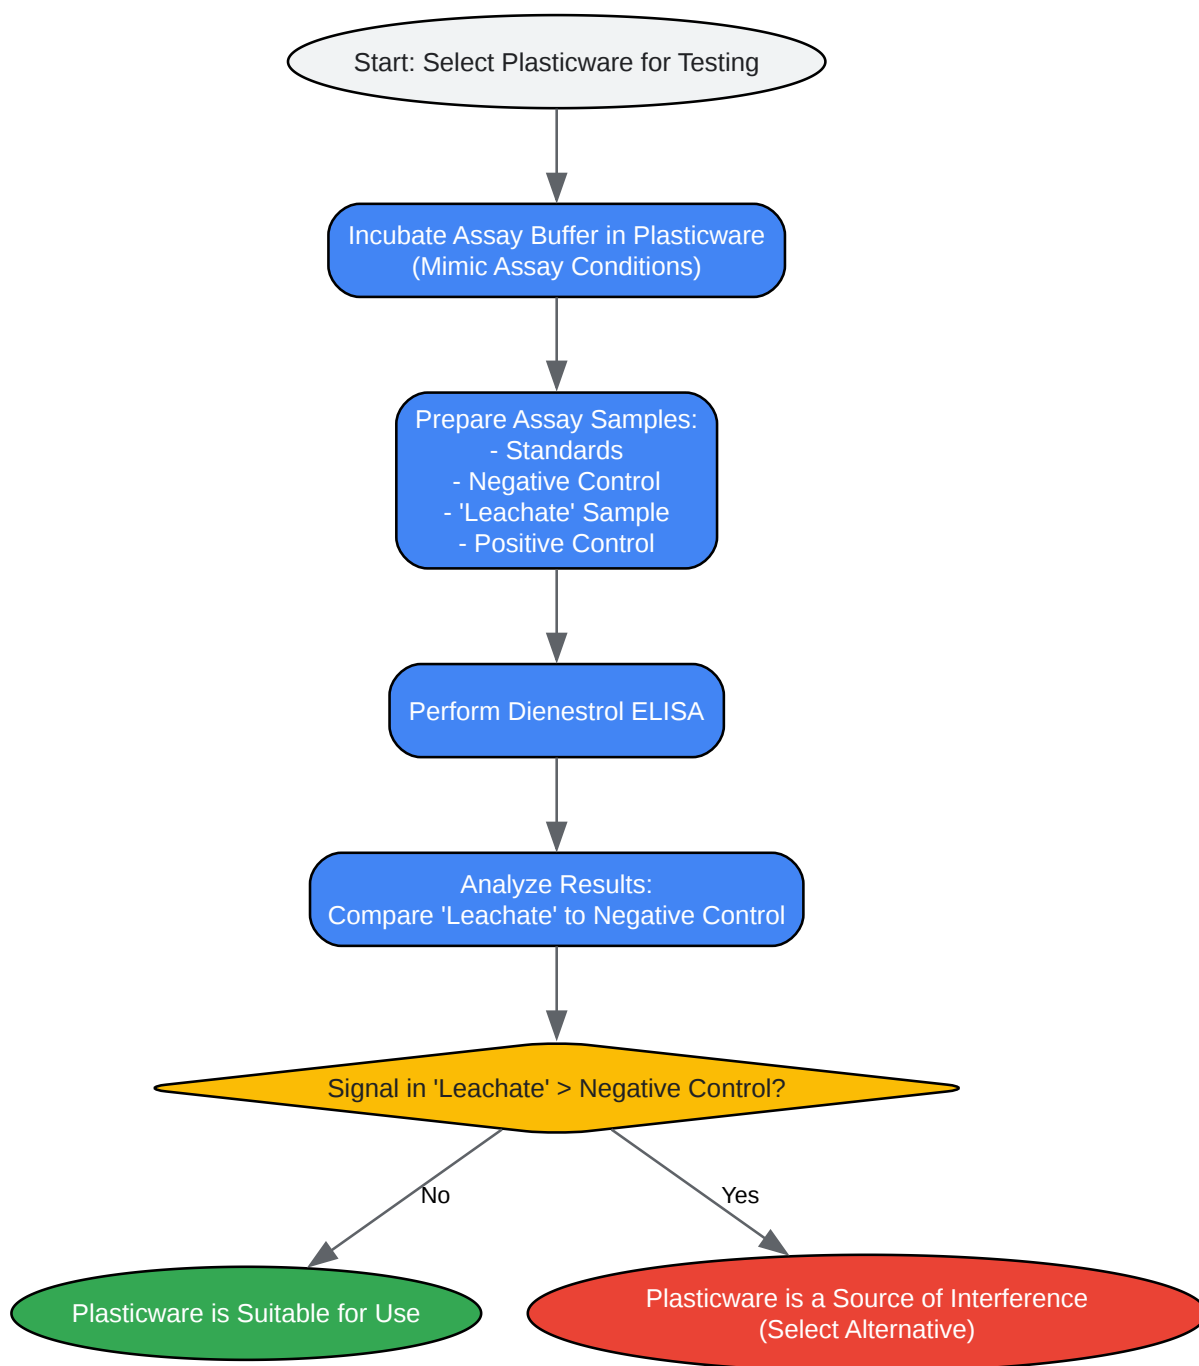 Start: Select Plasticware for Testing
Incubate Assay Buffer in Plasticware
(Mimic Assay Conditions)
Prepare Assay Samples:
- Standards
- Negative Control
- 'Leachate' Sample
- Positive Control
Perform Dienestrol ELISA
Analyze Results:
Compare 'Leachate' to Negative Control
Signal in 'Leachate' > Negative Control?
No
Yes
Plasticware is Suitable for Use
Plasticware is a Source of Interference
(Select Alternative)